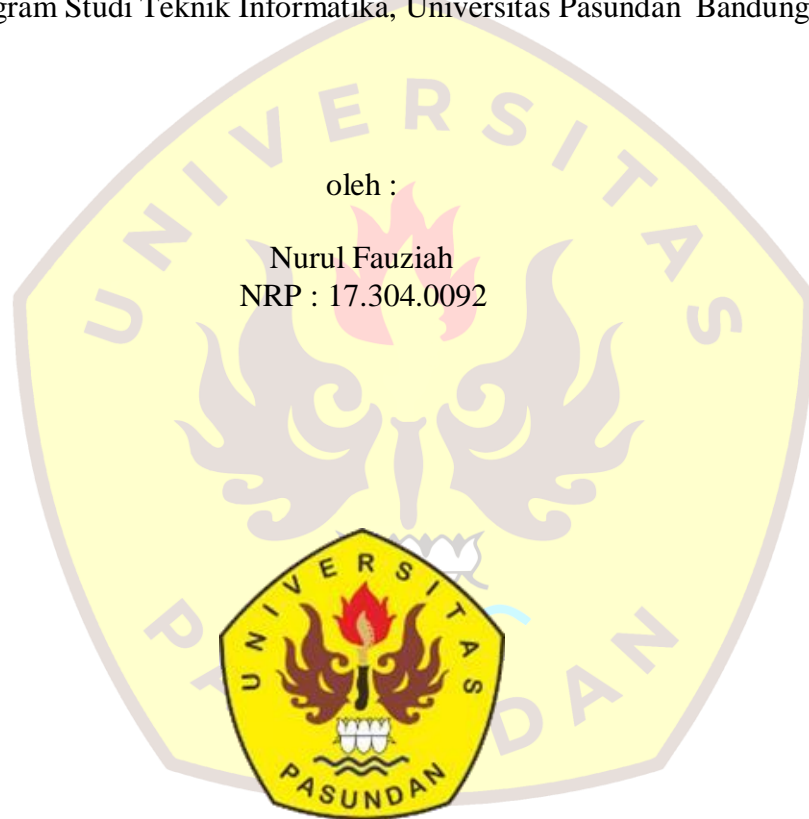 gram Studi Teknik Informatika, Universitas Pasundan Bandung
oleh :
Nurul Fauziah
NRP : 17.304.0092
UNIVERSITAS
PASUNDAN
UNIVERSITAS
PASUNDAN